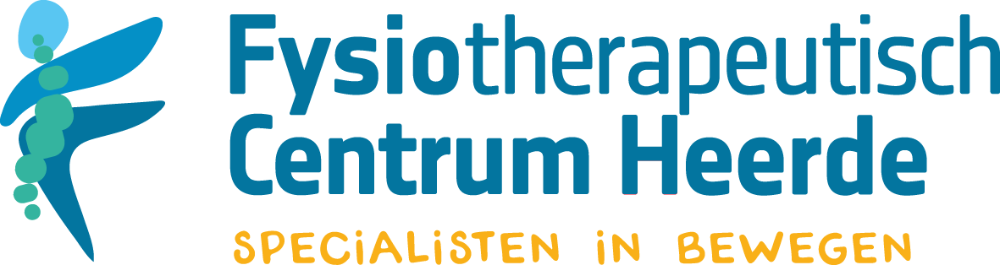 Fysiotherapeutisch
Centrum Heerde
SPECiALiSTEN iN BEWEGEN